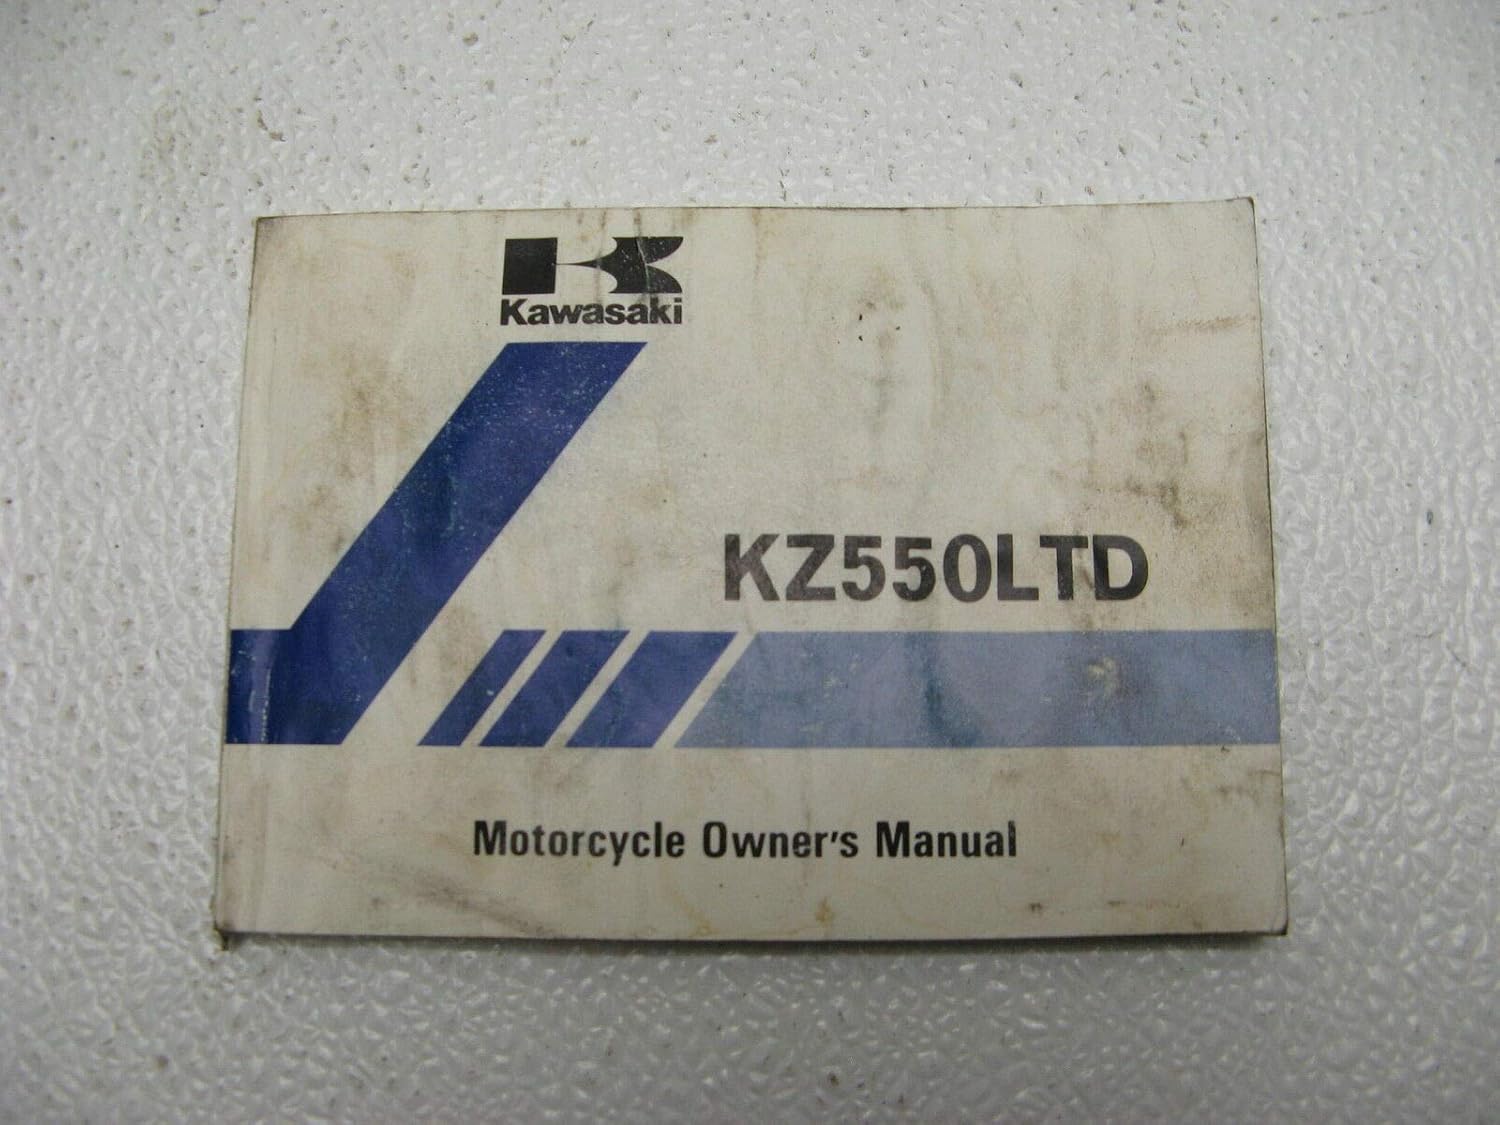 Kawasaki
KZ550LTD
Motorcycle Owner's Manual